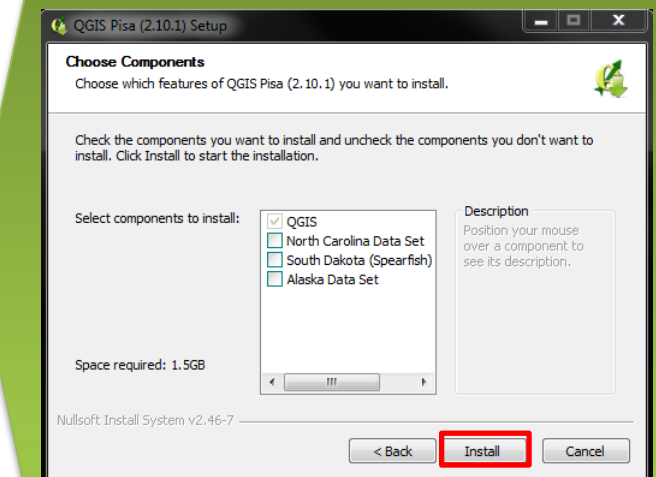 QGIS Pisa (2.10.1) Setup
Choose Components
Choose which features of QGIS Pisa (2.10.1) you want to install.
Check the components you want to install and uncheck the components you don't want to
install. Click Install to start the installation.
Select components to install:
QGIS
North Carolina Data Set
South Dakota (Spearfish)
Alaska Data Set
Description
Position your mouse
over a component to
see its description.
Space required: 1.5GB
Nullsoft Install System v2.46-7
< Back Install Cancel